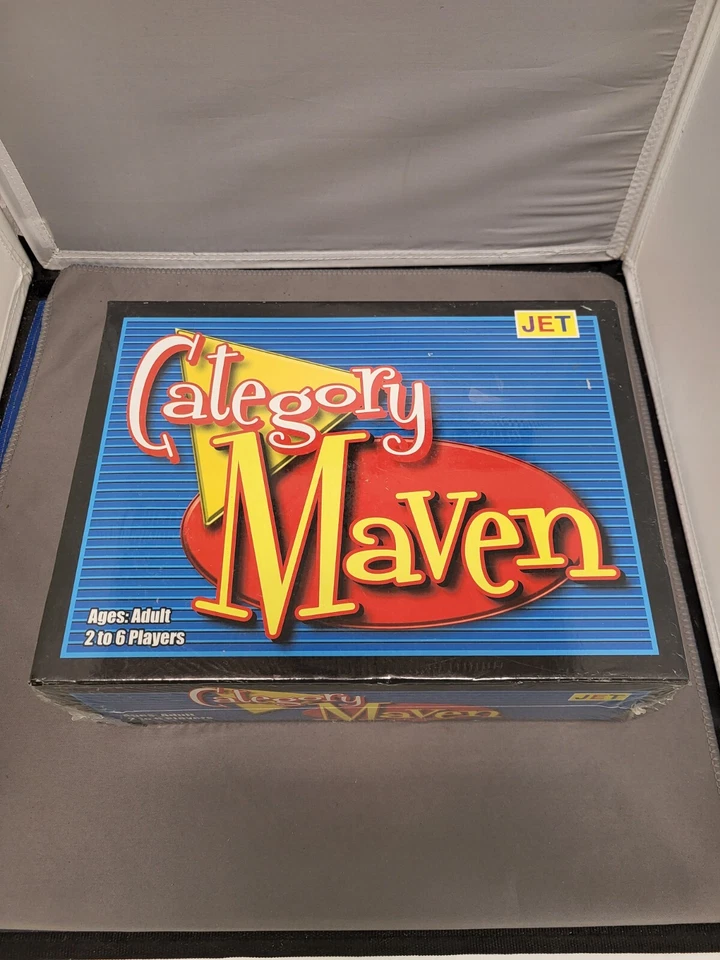 JET
Category
Maven
Ages: Adult
2 to 6 Players
Category
JET
Maven